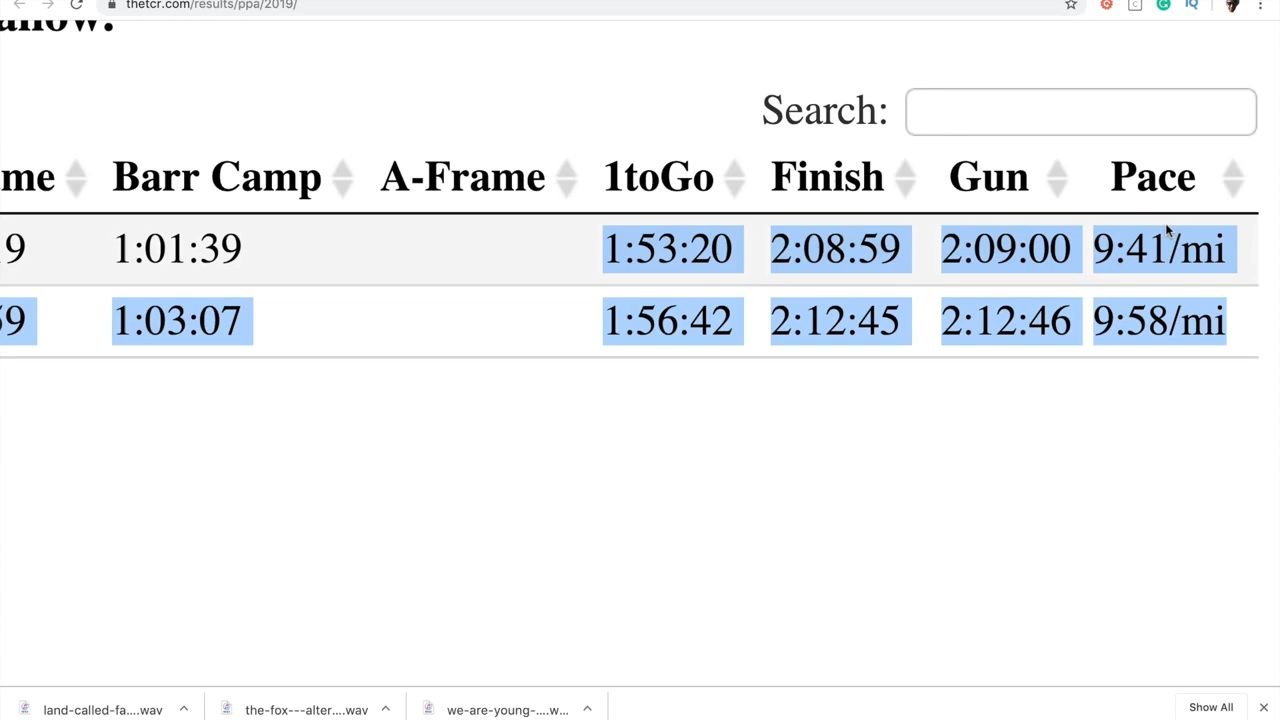 thetcr.com/results/ppa/2019/
Search:
me Barr Camp A-Frame 1toGo Finish Gun Pace
9 1:01:39 1:53:20 2:08:59 2:09:00 9:41/mi
59 1:03:07 1:56:42 2:12:45 2:12:46 9:58/mi
land-called-fa....wav the-fox---alter....wav we-are-young-....w... Show All